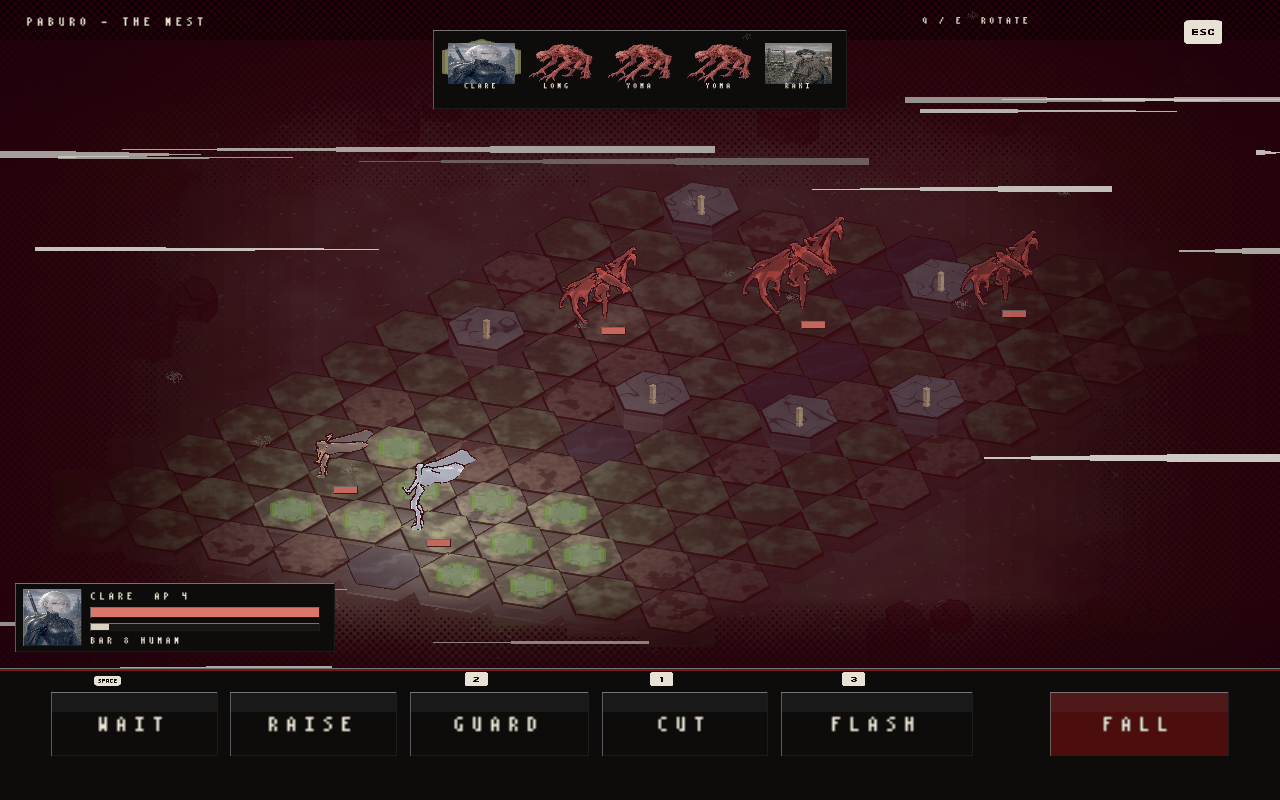 PABURO - THE NEST
Q / E ROTATE
ESC
CLARE
LONG
YOMA
YOMA
RAKI
CLARE AP 4
BAR 8 HUMAN
SPACE
2
1
3
WAIT
RAISE
GUARD
CUT
FLASH
FALL